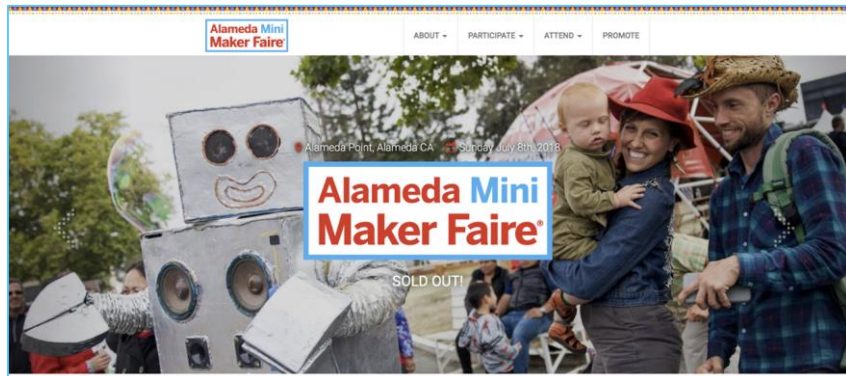 Alameda Mini
Maker Faire®
ABOUT PARTICIPATE ATTEND PROMOTE
Alameda Point, Alameda CA Sunday July 8th, 2018
Alameda Mini
Maker Faire®
SOLD OUT!